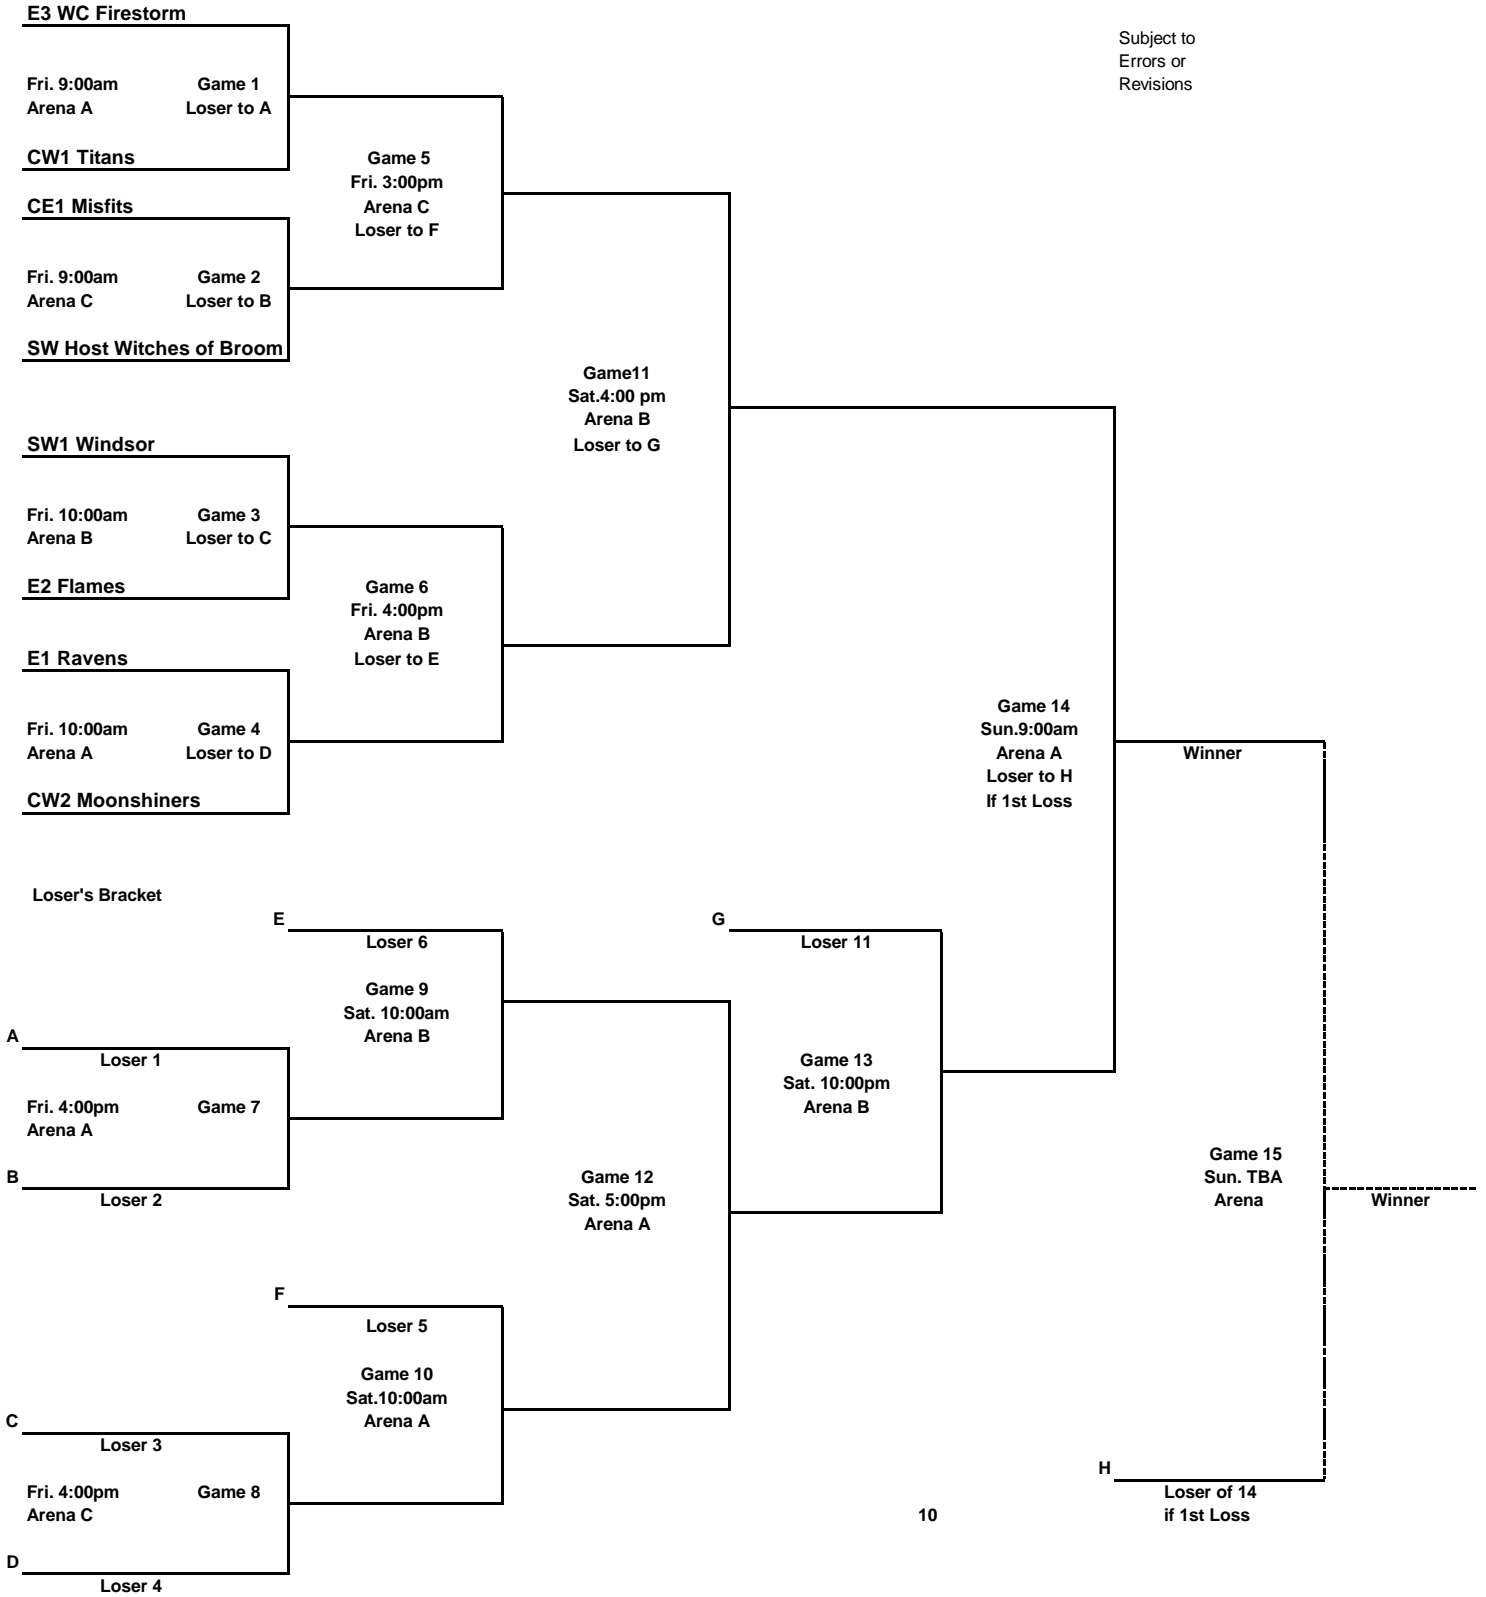 E3 WC Firestorm
Subject to
Errors or
Revisions
Fri. 9:00am Game 1
Arena A Loser to A
CW1 Titans
Game 5
Fri. 3:00pm
Arena C
Loser to F
CE1 Misfits
Fri. 9:00am Game 2
Arena C Loser to B
SW Host Witches of Broom
Game11
Sat.4:00 pm
Arena B
Loser to G
SW1 Windsor
Fri. 10:00am Game 3
Arena B Loser to C
E2 Flames
Game 6
Fri. 4:00pm
Arena B
Loser to E
E1 Ravens
Fri. 10:00am Game 4
Arena A Loser to D
CW2 Moonshiners
Game 14
Sun.9:00am
Arena A
Loser to H
If 1st Loss
Winner
Loser's Bracket
E
Loser 6
Game 9
Sat. 10:00am
Arena B
G
Loser 11
A
Loser 1
Fri. 4:00pm Game 7
Arena A
B
Loser 2
Game 13
Sat. 10:00pm
Arena B
Game 12
Sat. 5:00pm
Arena A
Game 15
Sun. TBA
Arena
Winner
F
Loser 5
Game 10
Sat.10:00am
Arena A
C
Loser 3
Fri. 4:00pm Game 8
Arena C
D
Loser 4
H
Loser of 14
if 1st Loss
10